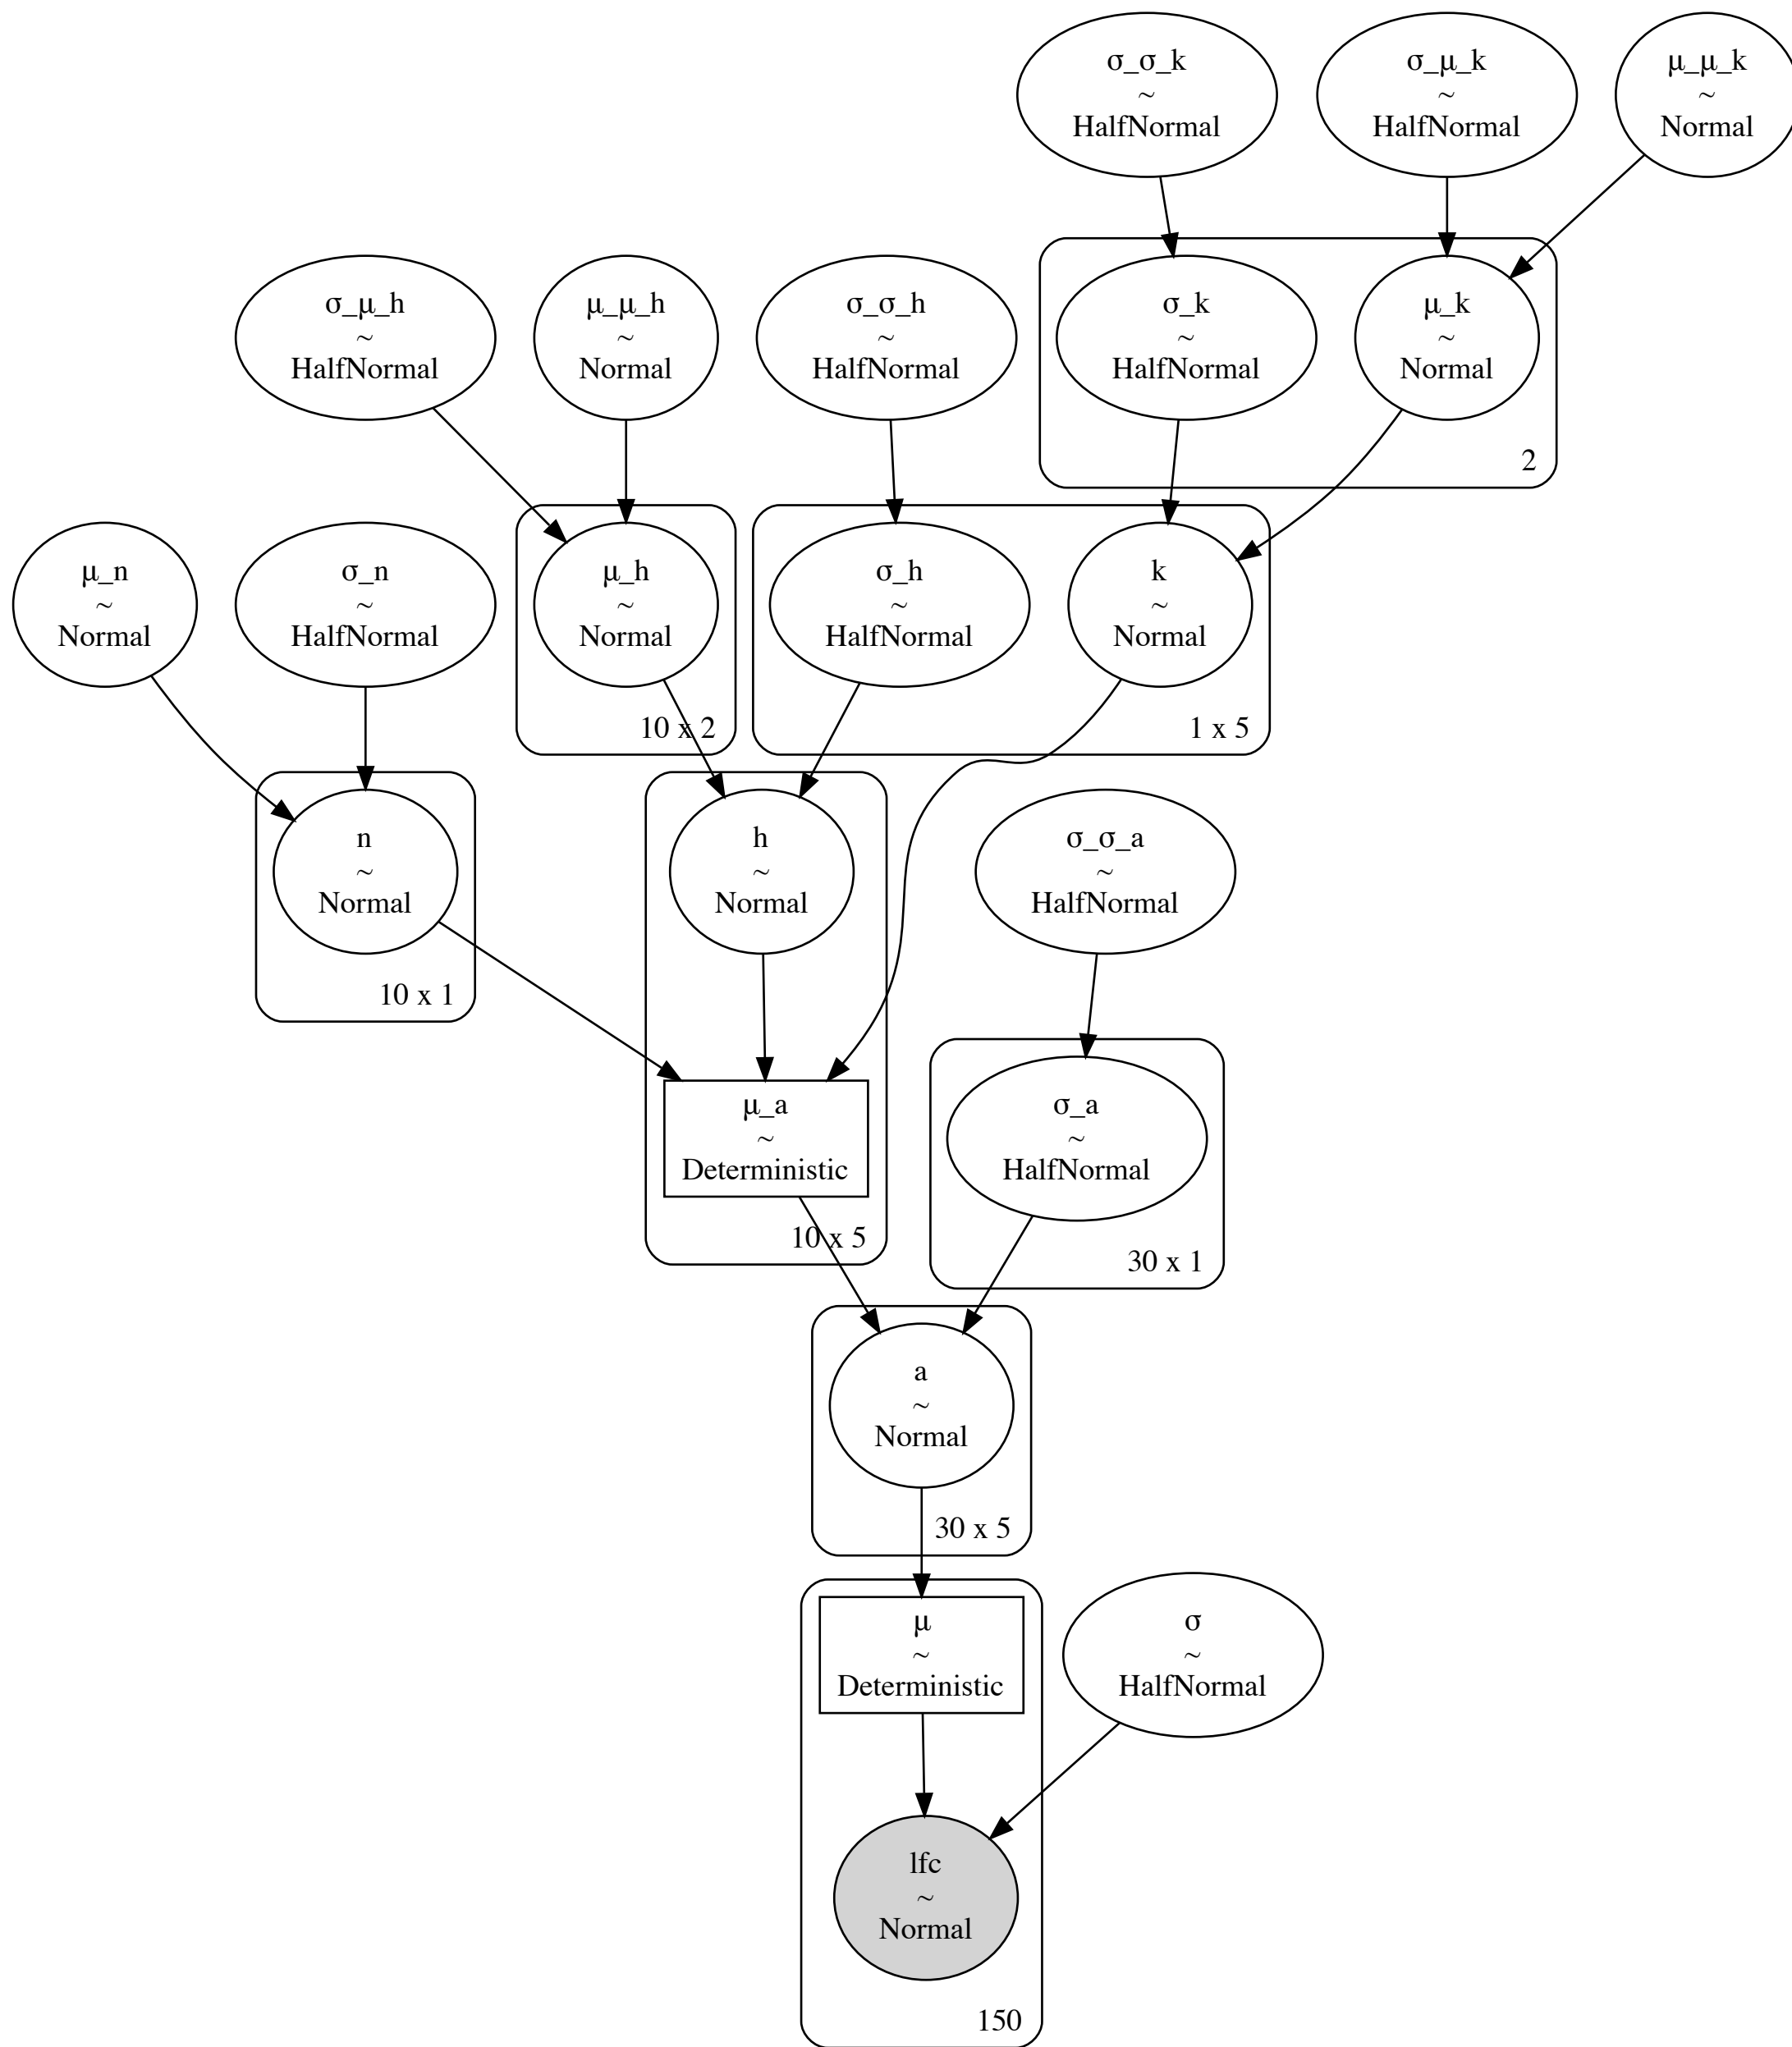 σ_σ_k
~
HalfNormal
σ_μ_k
~
HalfNormal
μ_μ_k
~
Normal
σ_μ_h
~
HalfNormal
μ_μ_h
~
Normal
σ_σ_h
~
HalfNormal
σ_k
~
HalfNormal
μ_k
~
Normal
2
μ_n
~
Normal
σ_n
~
HalfNormal
μ_h
~
Normal
10 x 2
σ_h
~
HalfNormal
k
~
Normal
1 x 5
n
~
Normal
10 x 1
h
~
Normal
σ_σ_a
~
HalfNormal
μ_a
~
Deterministic
10 x 5
σ_a
~
HalfNormal
30 x 1
a
~
Normal
30 x 5
μ
~
Deterministic
σ
~
HalfNormal
lfc
~
Normal
150